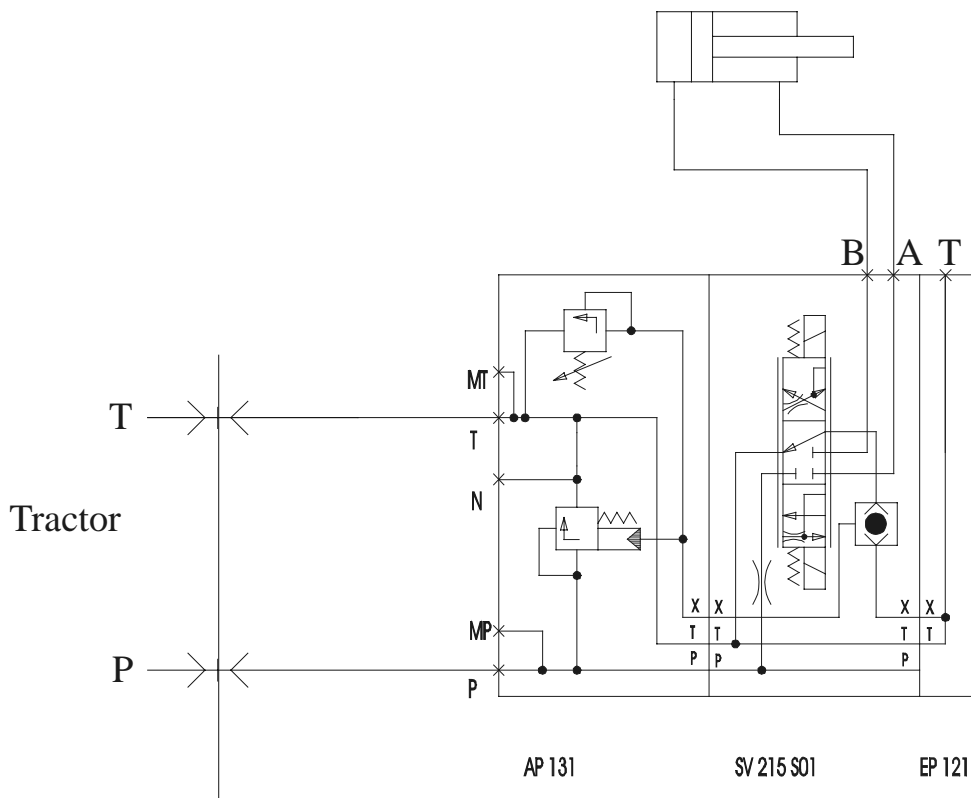 B A T
MT
T
T
N
Tractor
X X X X
MP
T T T T
P
P P P
P
AP 131 SV 215 S01 EP 121